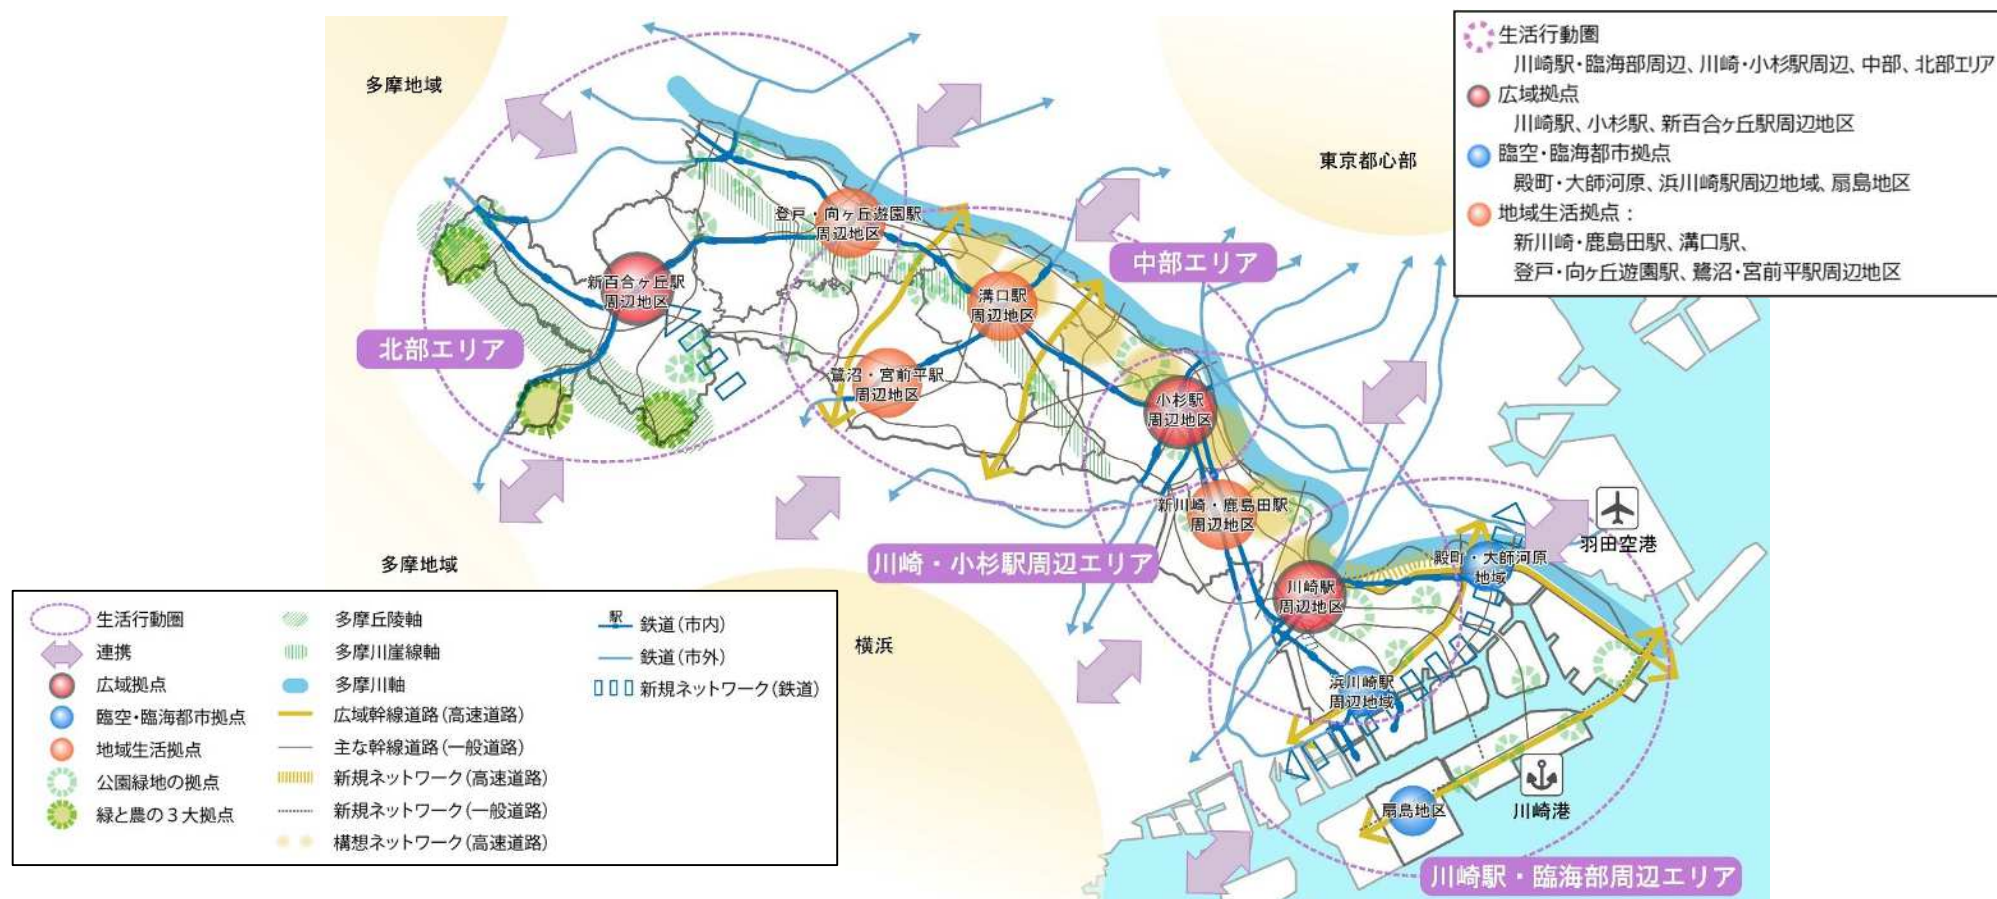 生活行動圏
川崎駅・臨海部周辺、川崎・小杉駅周辺、中部、北部エリア
広域拠点
川崎駅、小杉駅、新百合ヶ丘駅周辺地区
臨空・臨海都市拠点
殿町・大師河原、浜川崎駅周辺地域、扇島地区
地域生活拠点：
新川崎・鹿島田駅、溝口駅、
登戸・向ヶ丘遊園駅、鷺沼・宮前平駅周辺地区
多摩地域
東京都心部
登戸・向ヶ丘遊園駅
周辺地区
中部エリア
新百合ヶ丘駅
周辺地区
溝口駅
周辺地区
北部エリア
鷺沼・宮前平駅
周辺地区
小杉駅
周辺地区
新川崎・鹿島田駅
周辺地区
羽田空港
多摩地域
川崎・小杉駅周辺エリア
殿町・大師河原
地域
川崎駅
周辺地区
横浜
浜川崎駅
周辺地域
扇島地区
川崎港
川崎駅・臨海部周辺エリア
生活行動圏
連携
広域拠点
臨空・臨海都市拠点
地域生活拠点
公園緑地の拠点
緑と農の３大拠点
多摩丘陵軸
多摩川崖線軸
多摩川軸
広域幹線道路（高速道路）
主な幹線道路（一般道路）
新規ネットワーク（高速道路）
新規ネットワーク（一般道路）
構想ネットワーク（高速道路）
駅
鉄道（市内）
鉄道（市外）
新規ネットワーク（鉄道）